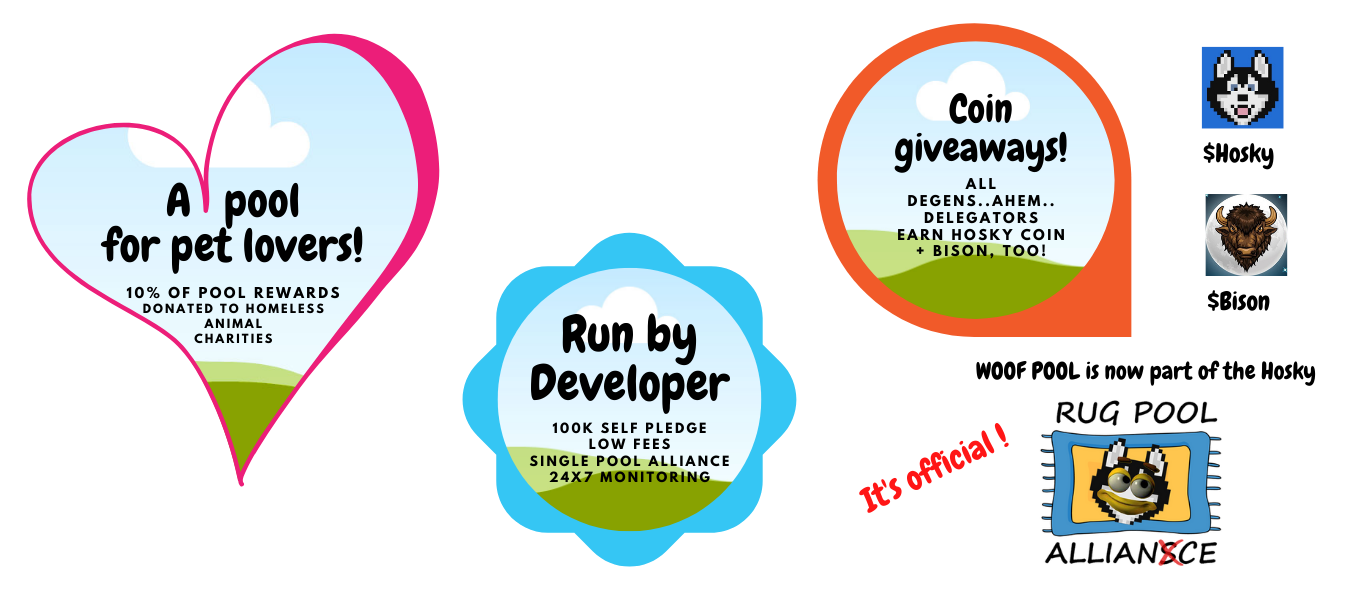 A pool
for pet lovers!
10% OF POOL REWARDS
DONATED TO HOMELESS
ANIMAL
CHARITIES
Run by
Developer
100K SELF PLEDGE
LOW FEES
SINGLE POOL ALLIANCE
24X7 MONITORING
Coin
giveaways!
ALL
DEGENS..AHEM..
DELEGATORS
EARN HOSKY COIN
+ BISON, TOO!
$Hosky
$Bison
WOOF POOL is now part of the Hosky
RUG POOL
It's official !
ALLIANSCE